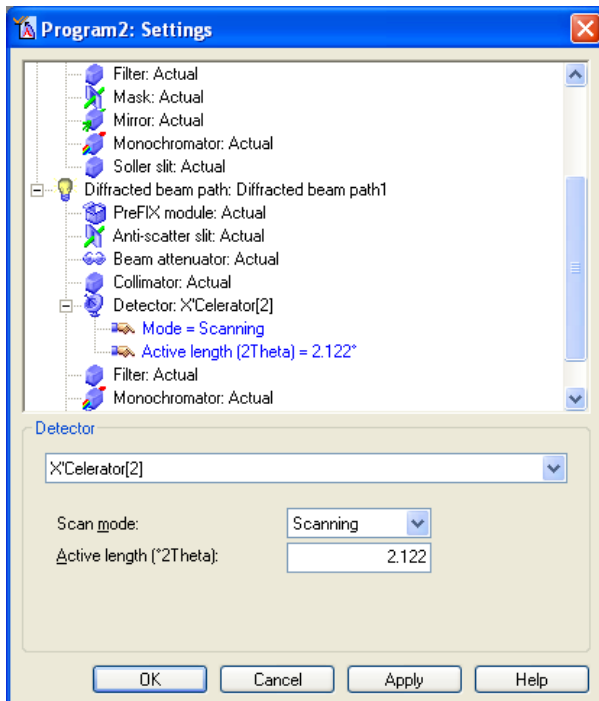 Program2: Settings
Filter: Actual
Mask: Actual
Mirror: Actual
Monochromator: Actual
Soller slit: Actual
Diffracted beam path: Diffracted beam path1
PreFIX module: Actual
Anti-scatter slit: Actual
Beam attenuator: Actual
Collimator: Actual
Detector: X'Celerator[2]
Mode = Scanning
Active length (2Theta) = 2.122°
Filter: Actual
Monochromator: Actual
Detector
X'Celerator[2]
Scan mode: Scanning
Active length (°2Theta): 2.122
OK Cancel Apply Help